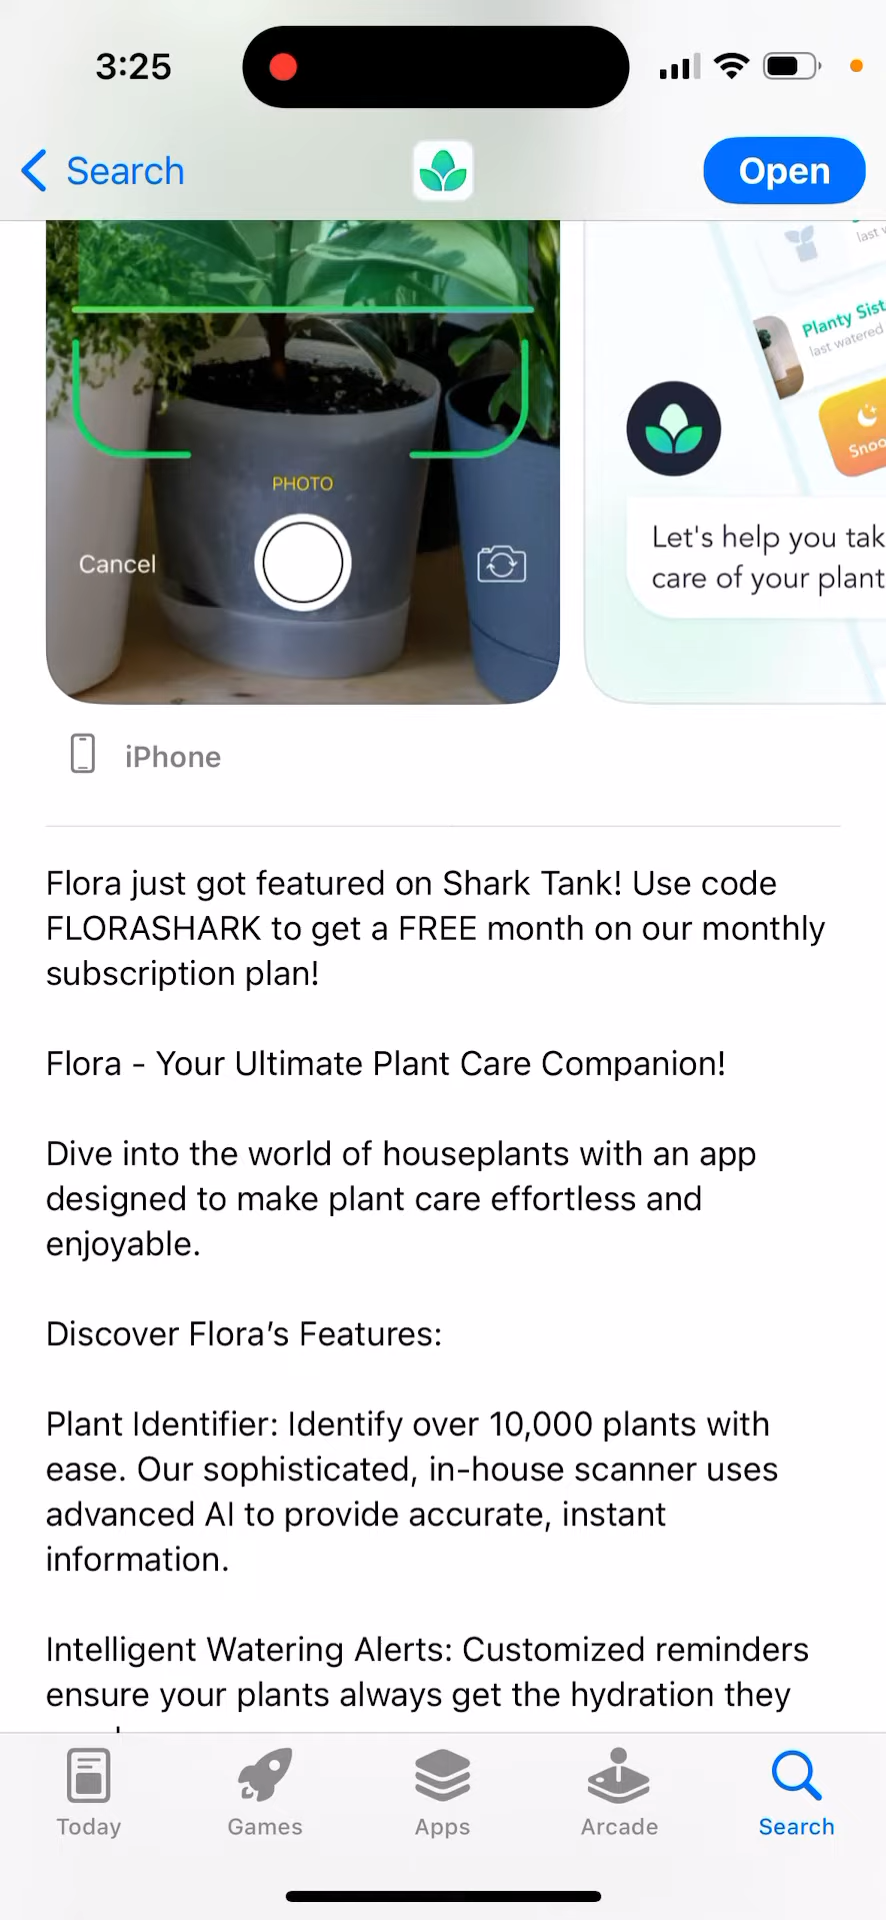 3:25
Search
Open
last
Planty Sist
last watered
Snoo
PHOTO
Cancel
Let's help you tak
care of your plant
iPhone
Flora just got featured on Shark Tank! Use code
FLORASHARK to get a FREE month on our monthly
subscription plan!
Flora - Your Ultimate Plant Care Companion!
Dive into the world of houseplants with an app
designed to make plant care effortless and
enjoyable.
Discover Flora’s Features:
Plant Identifier: Identify over 10,000 plants with
ease. Our sophisticated, in-house scanner uses
advanced AI to provide accurate, instant
information.
Intelligent Watering Alerts: Customized reminders
ensure your plants always get the hydration they
Today
Games
Apps
Arcade
Search